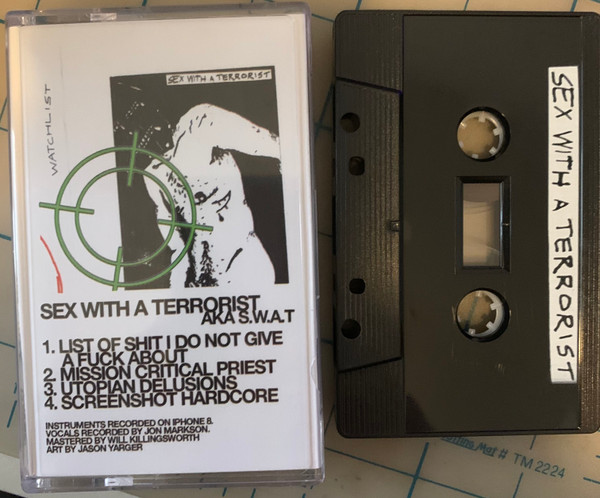 WATCHLIST
SEX WITH A TERRORIST
SEX WITH A TERRORIST
AKA S.W.A.T
1. LIST OF SHIT I DO NOT GIVE
A FUCK ABOUT
2. MISSION CRITICAL PRIEST
3. UTOPIAN DELUSIONS
4. SCREENSHOT HARDCORE
INSTRUMENTS RECORDED ON IPHONE 8.
VOCALS RECORDED BY JON MARKSON.
MASTERED BY WILL KILLINGSWORTH
ART BY JASON YARGER
SEX WITH A TERRORIST
Mat # TM 2224